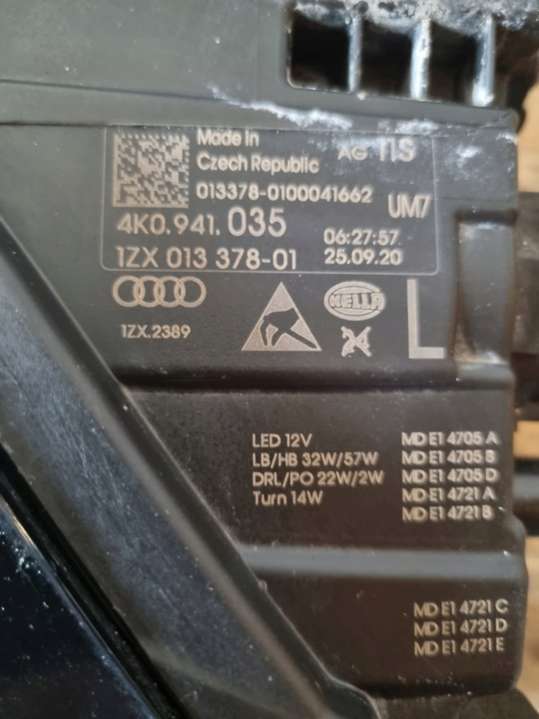 Made in
Czech Republic
AG 11S
013378-0100041662
UM7
4K0.941.035
06:27:57
1ZX 013 378-01
25.09.20
HELLA
1ZX.2389
L
LED 12V
LB/HB 32W/57W
DRL/PO 22W/2W
Turn 14W
MD E1 4705 A
MD E1 4705 B
MD E1 4705 D
MD E1 4721 A
MD E1 4721 B
MD E1 4721 C
MD E1 4721 D
MD E1 4721 E